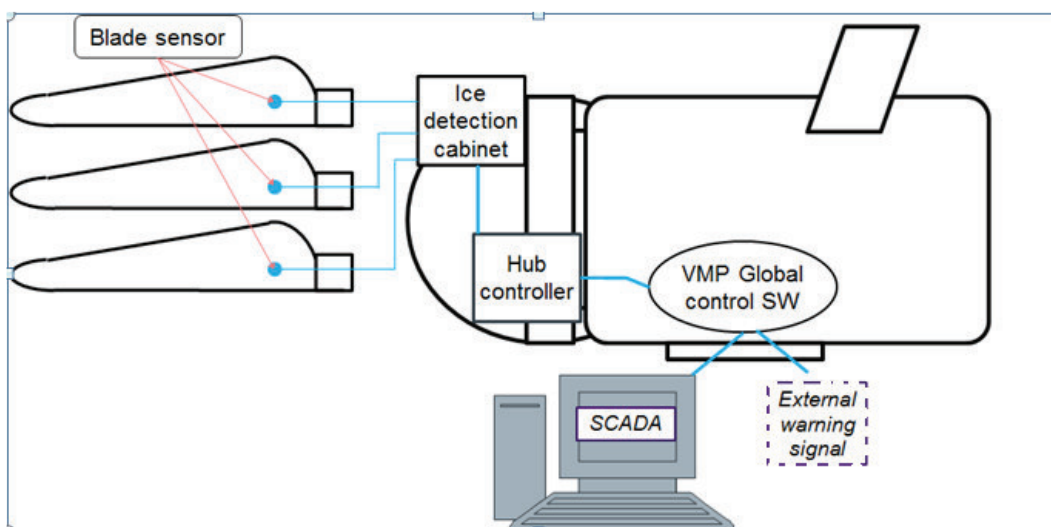 Blade sensor
Ice
detection
cabinet
Hub
controller
VMP Global
control SW
SCADA
External
warning
signal